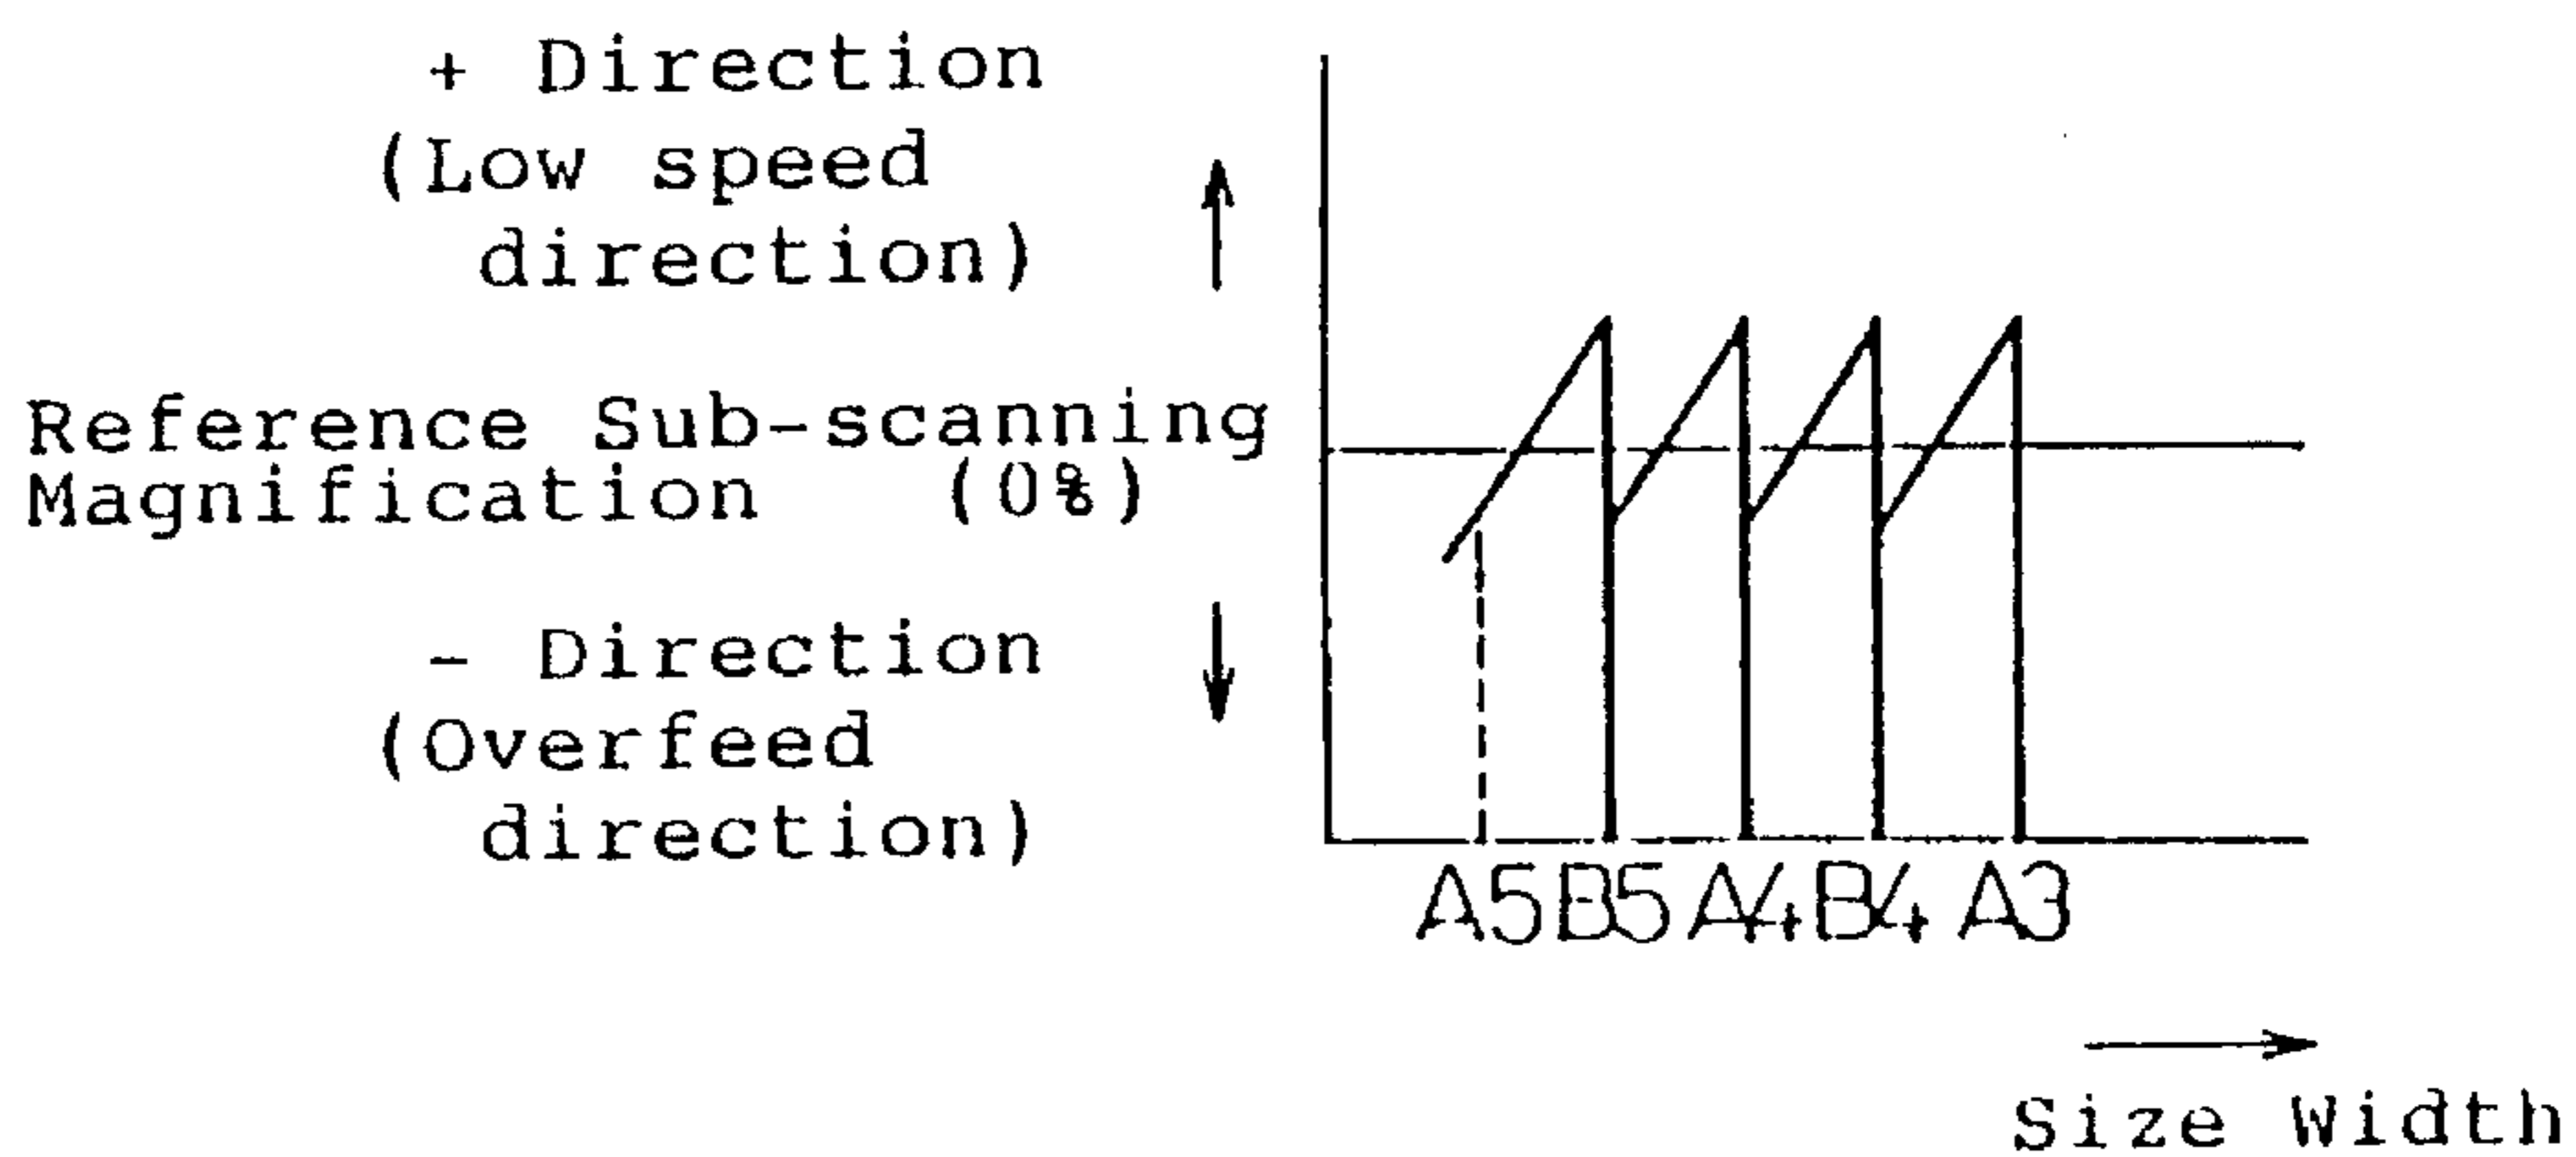 + Direction
(Low speed
direction)
Reference Sub-scanning
Magnification (0%)
- Direction
(Overfeed
direction)
A5 B5 A4 B4 A3
Size Width